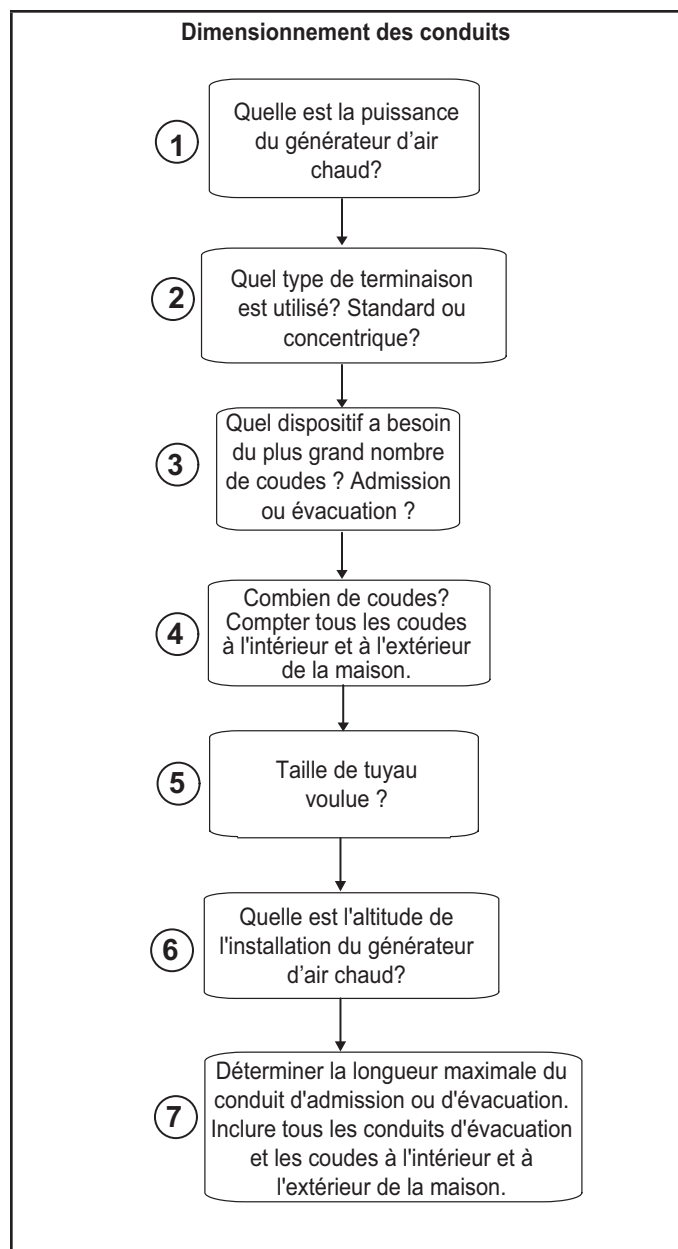 Dimensionnement des conduits
1
Quelle est la puissance
du générateur d'air
chaud?
2
Quel type de terminaison
est utilisé? Standard ou
concentrique?
3
Quel dispositif a besoin
du plus grand nombre
de coudes ? Admission
ou évacuation ?
4
Combien de coudes?
Compter tous les coudes
à l'intérieur et à l'extérieur
de la maison.
5
Taille de tuyau
voulue ?
6
Quelle est l'altitude de
l'installation du générateur
d'air chaud?
7
Déterminer la longueur maximale du
conduit d'admission ou d'évacuation.
Inclure tous les conduits d'évacuation
et les coudes à l'intérieur et à
l'extérieur de la maison.